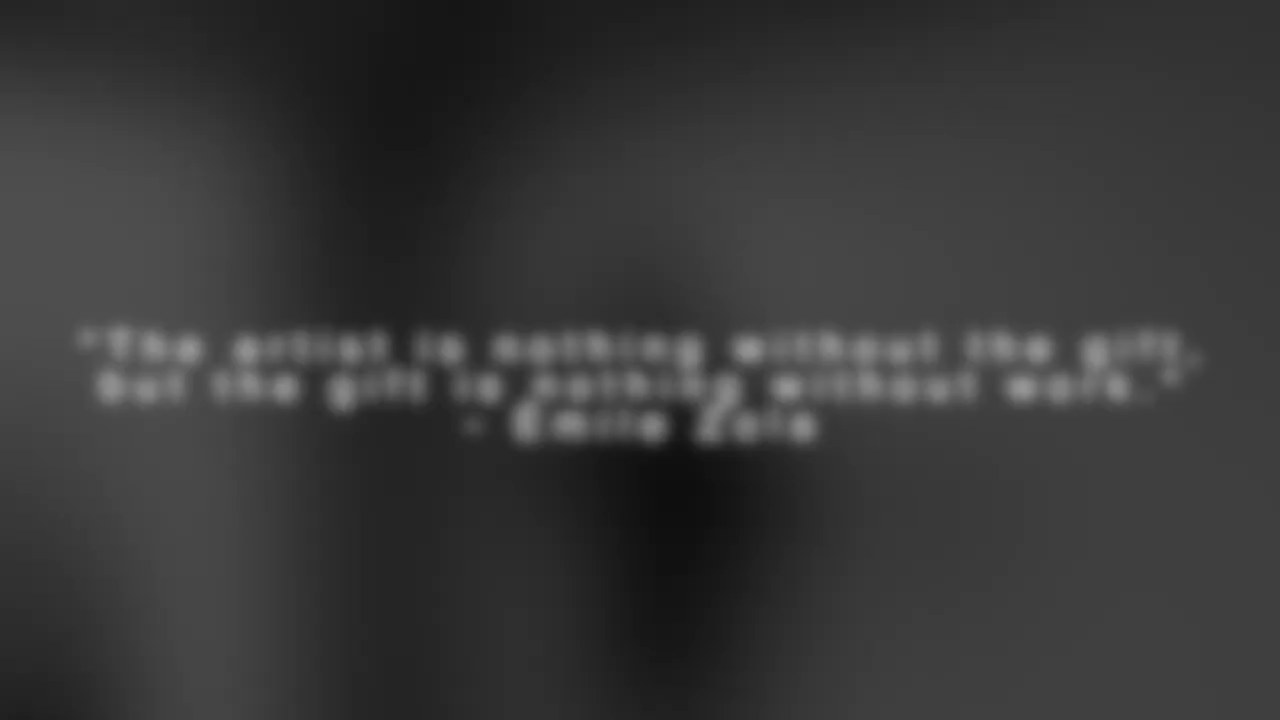 "The artist is nothing without the gift,
but the gift is nothing without work."
- Emile Zola